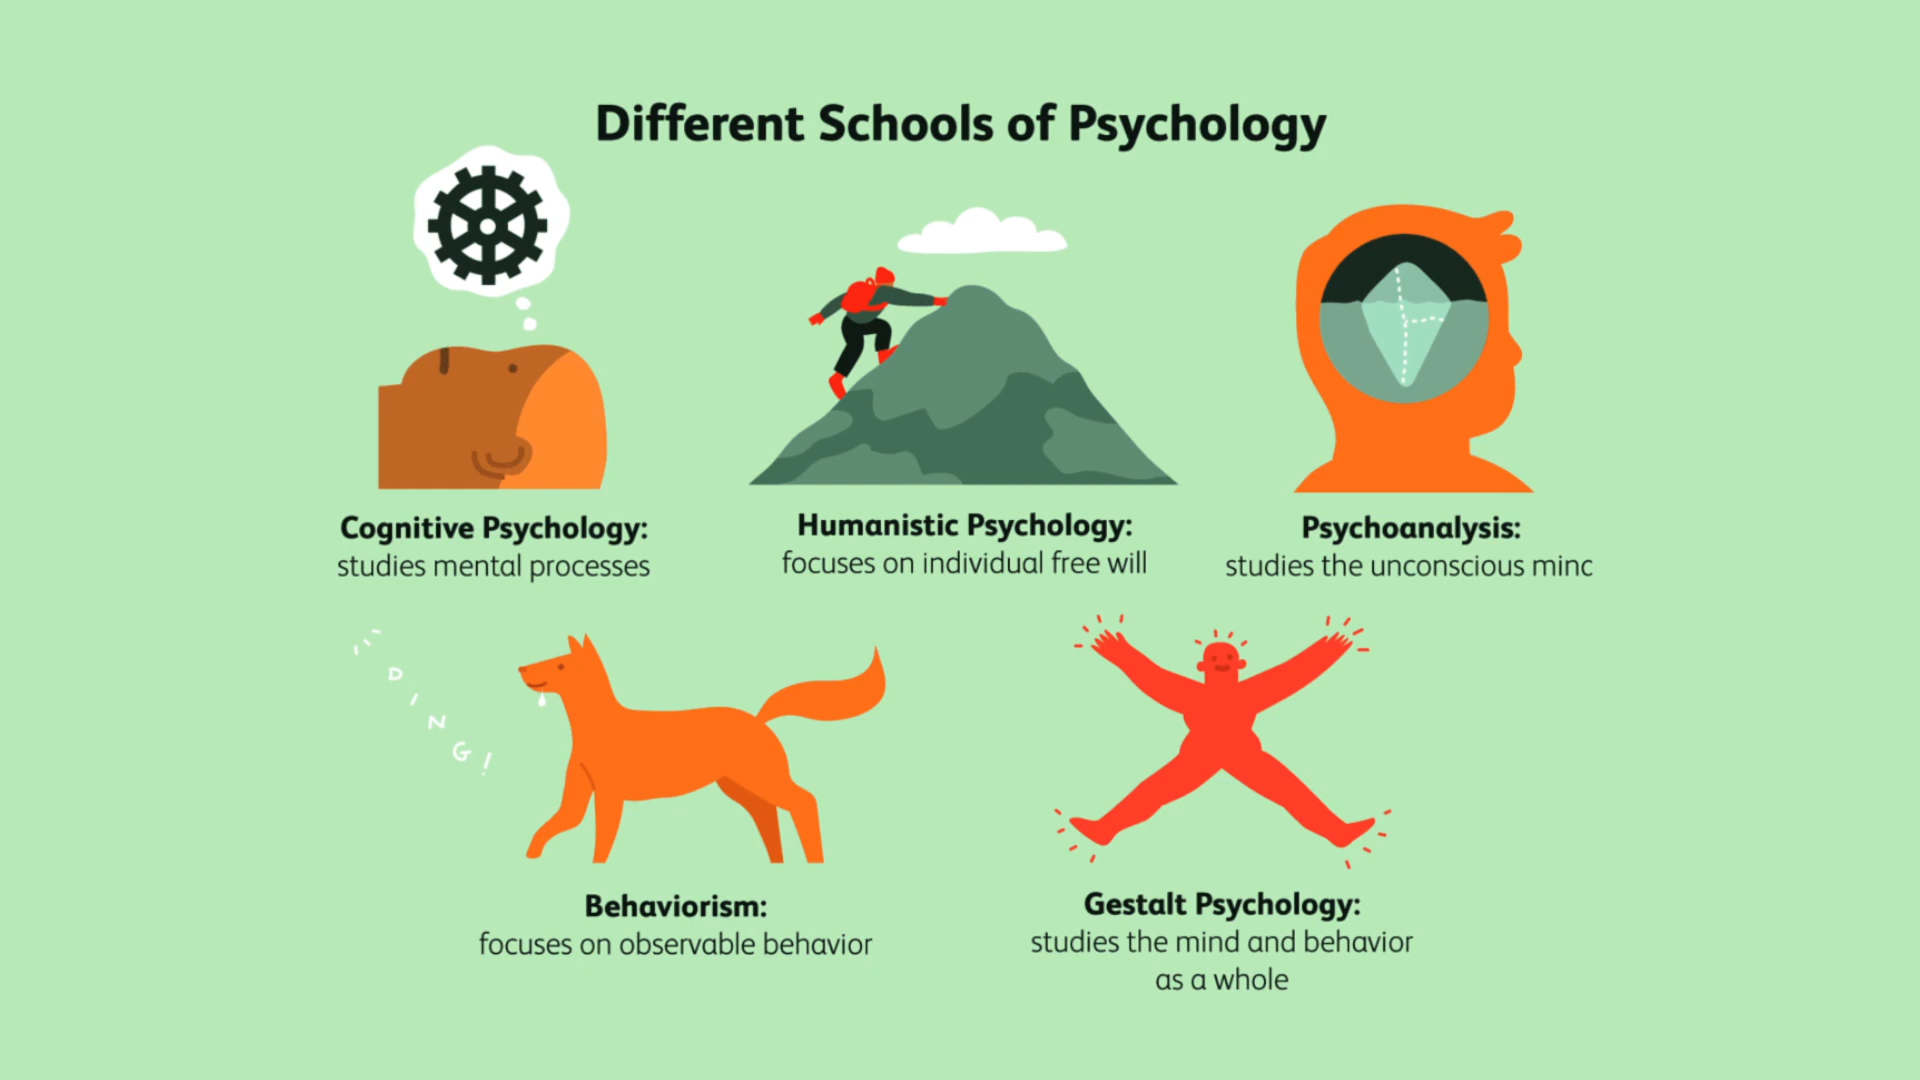 Different Schools of Psychology
Cognitive Psychology:
studies mental processes
Humanistic Psychology:
focuses on individual free will
Psychoanalysis:
studies the unconscious minc
DING!
Behaviorism:
focuses on observable behavior
Gestalt Psychology:
studies the mind and behavior
as a whole